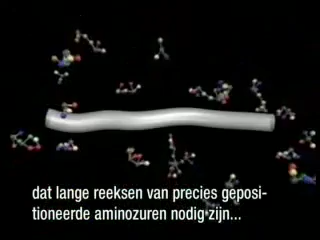 dat lange reeksen van precies geposi-
tioneerde aminozuren nodig zijn...